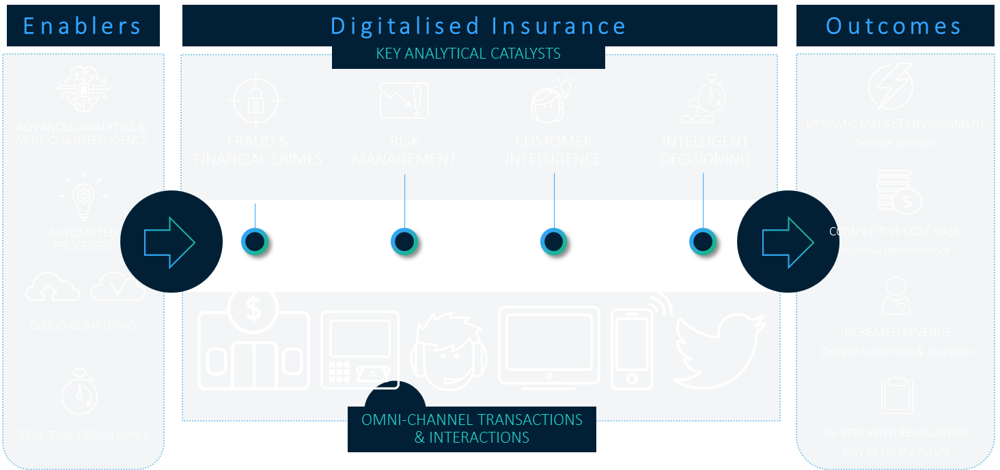 Enablers
ADVANCED ANALYTICS &
ARTIFICIAL INTELLIGENCE
AUTOMATED
PROCESSES
CLOUD COMPUTING
REAL-TIME DECISIONING
Digitalised Insurance
KEY ANALYTICAL CATALYSTS
FRAUD &
FINANCIAL CRIMES
RISK
MANAGEMENT
CUSTOMER
INTELLIGENCE
INTELLIGENT
DECISIONING
$
$
OMNI-CHANNEL TRANSACTIONS
& INTERACTIONS
Outcomes
DYNAMIC MARKET ENVIRONMENT
Remain relevant
$
COMPETITIVE COST BASE
Improve performance
INCREASED REVENUE
Delight customers & investors
IN-STEP WITH REGULATORS
Stay fit for the future